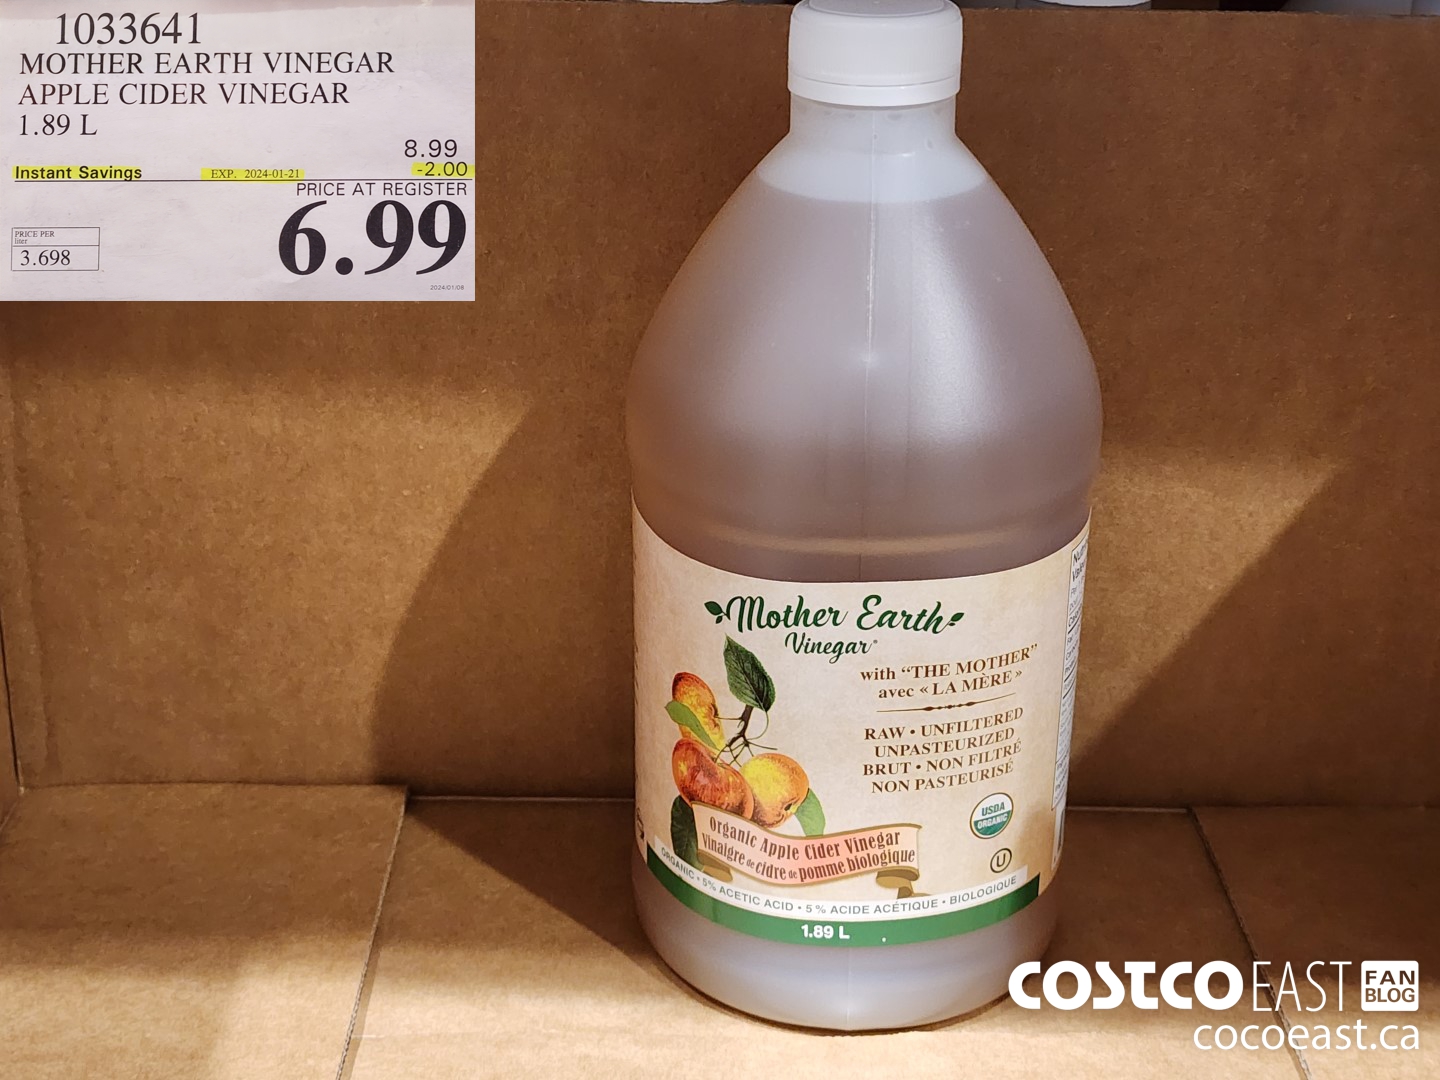 1033641
MOTHER EARTH VINEGAR
APPLE CIDER VINEGAR
1.89 L
8.99
Instant Savings EXP. 2024-01-21 -2.00
PRICE AT REGISTER
6.99
PRICE PER
liter
3.698
2024/01/08
Mother Earth
Vinegar
with “THE MOTHER”
avec « LA MÈRE »
RAW • UNFILTERED
UNPASTEURIZED
BRUT • NON FILTRÉ
NON PASTEURISÉ
USDA
ORGANIC
U
Organic Apple Cider Vinegar
Vinaigre de cidre de pomme biologique
ORGANIC • 5% ACETIC ACID • 5 % ACIDE ACÉTIQUE • BIOLOGIQUE
1.89 L
COSTCO EAST FAN BLOG
cocoeast.ca